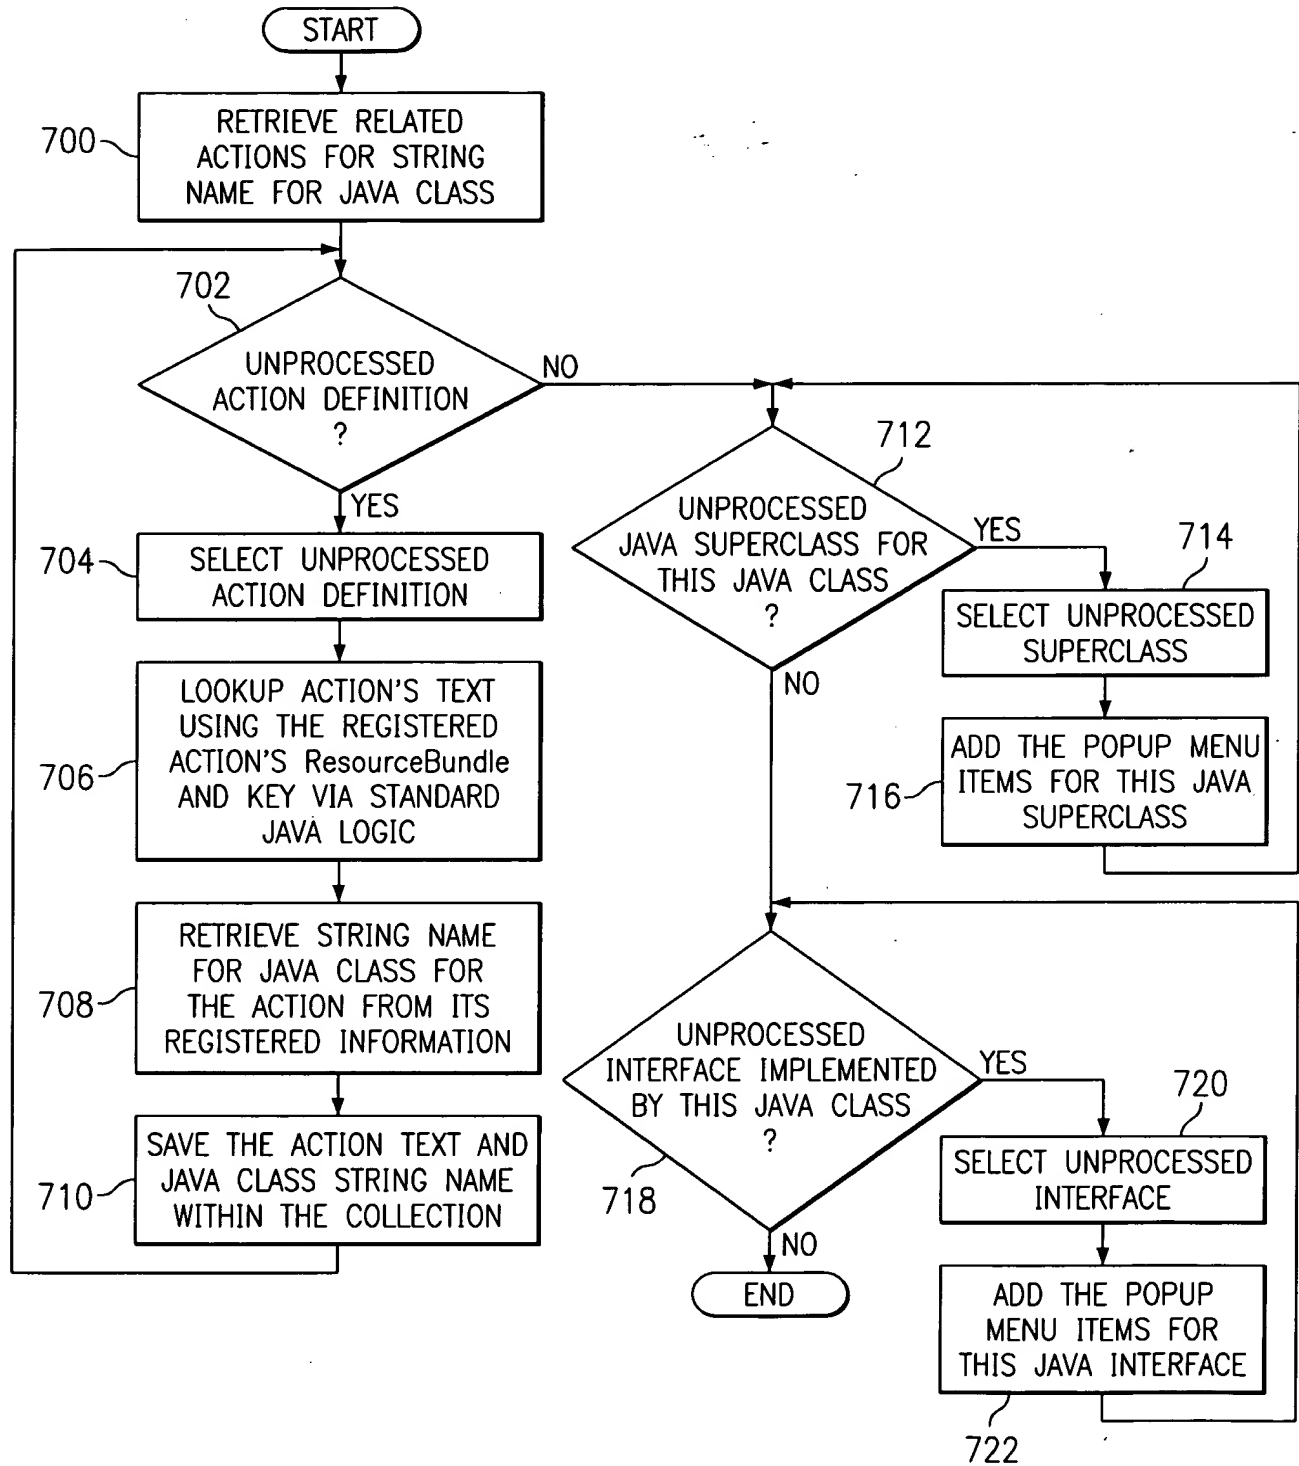 START
700
RETRIEVE RELATED
ACTIONS FOR STRING
NAME FOR JAVA CLASS
702
UNPROCESSED
ACTION DEFINITION
?
NO
YES
704
SELECT UNPROCESSED
ACTION DEFINITION
706
LOOKUP ACTION'S TEXT
USING THE REGISTERED
ACTION'S ResourceBundle
AND KEY VIA STANDARD
JAVA LOGIC
708
RETRIEVE STRING NAME
FOR JAVA CLASS FOR
THE ACTION FROM ITS
REGISTERED INFORMATION
710
SAVE THE ACTION TEXT AND
JAVA CLASS STRING NAME
WITHIN THE COLLECTION
712
UNPROCESSED
JAVA SUPERCLASS FOR
THIS JAVA CLASS
?
YES
NO
714
SELECT UNPROCESSED
SUPERCLASS
716
ADD THE POPUP MENU
ITEMS FOR THIS JAVA
SUPERCLASS
718
UNPROCESSED
INTERFACE IMPLEMENTED
BY THIS JAVA CLASS
?
YES
NO
720
SELECT UNPROCESSED
INTERFACE
722
ADD THE POPUP
MENU ITEMS FOR
THIS JAVA INTERFACE
END